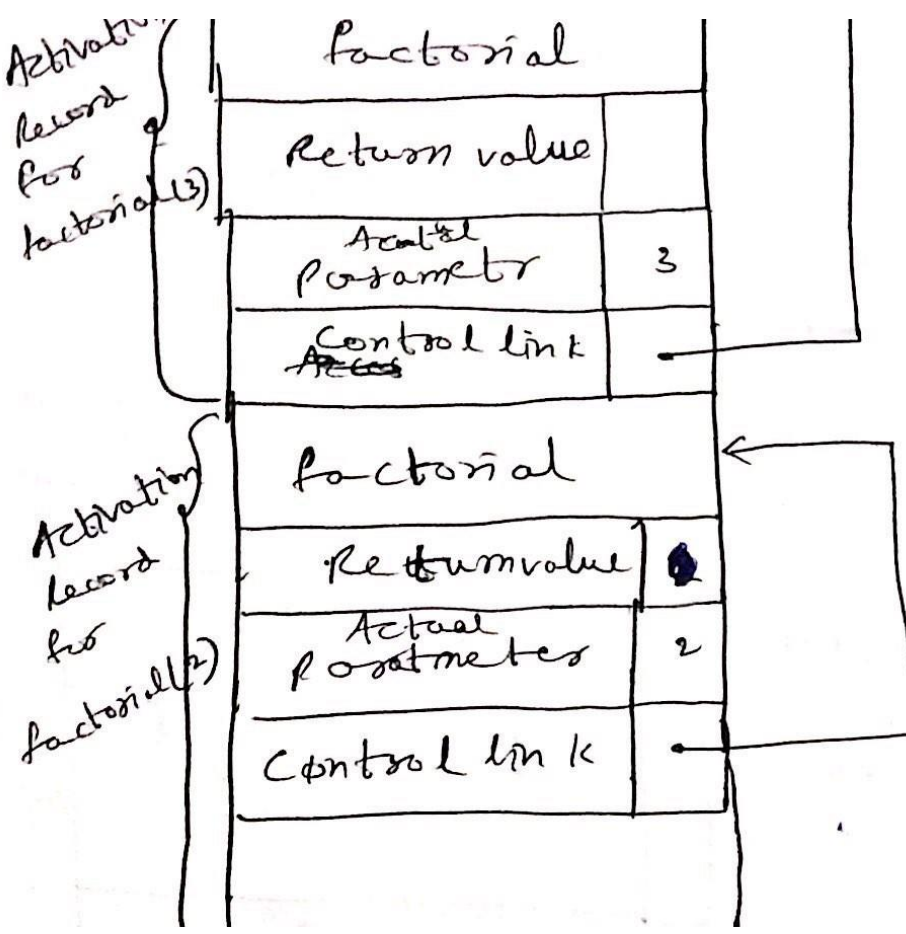 Activation
Record
for
factorial(3)
factorial
Return value
Acutal
Parametr
3
Control link
Activation
Record
for
factorial(2)
factorial
Returnvalue
Actual
Parameter
2
Control link